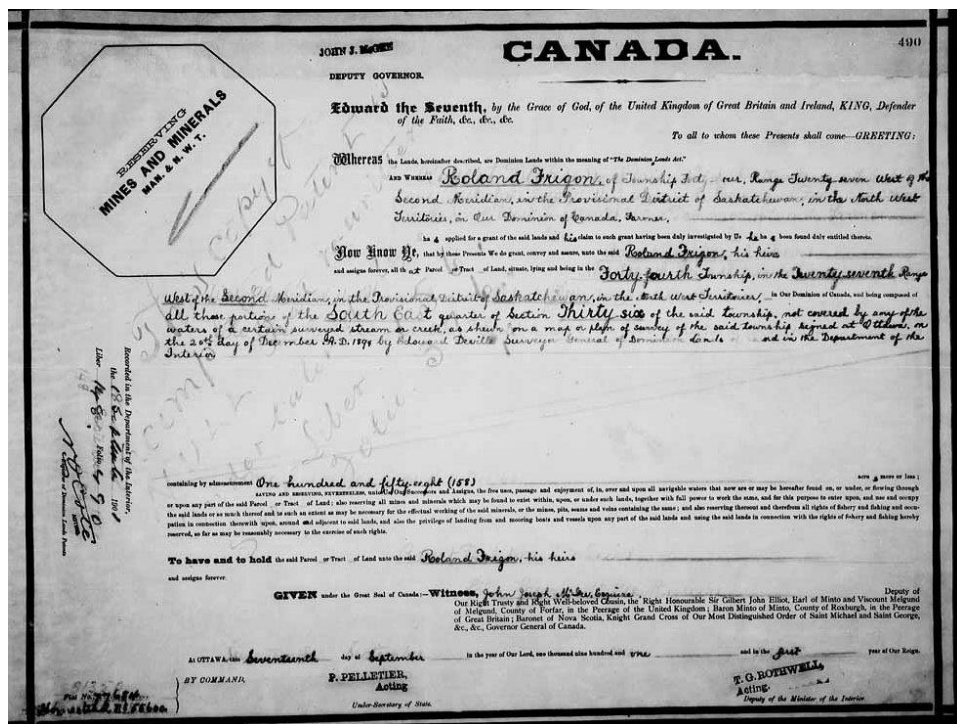 490
JOHN J. McGEE
DEPUTY GOVERNOR.
CANADA.
RESERVING
MINES AND MINERALS
MAN. & N. W. T.
Edward the Seventh, by the Grace of God, of the United Kingdom of Great Britain and Ireland, KING, Defender
of the Faith, &c., &c., &c.
To all to whom these Presents shall come—GREETING:
Whereas the Lands, hereinafter described, are Dominion Lands within the meaning of "The Dominion Lands Act."
AND WHEREAS Roland Frigon, of Township Forty four, Range Twenty seven West of the
Second Meridian, in the Provisional District of Saskatchewan, in the North West
Territories, in Our Dominion of Canada, Farmer,
ha s applied for a grant of the said lands and his claim to such grant having been duly investigated by Us he ha s been found duly entitled thereto.
Now Know Ye, that by these Presents We do grant, convey and assure, unto the said Roland Frigon, his heirs
and assigns forever, all th at Parcel or Tract of Land, situate, lying and being in the Forty fourth Township, in the Twenty seventh Range
West of the Second Meridian, in the Provisional District of Saskatchewan, in the North West Territories, in Our Dominion of Canada, and being composed of
all those portion of the South East quarter of Section Thirty six of the said township, not covered by any of the
waters of a certain surveyed stream or creek, as shewn on a map or plan of survey of the said township, signed at Ottawa, on
the 20th day of December A.D. by Edouard Deville Surveyor General of Dominion Lands and in the Department of the
Interior
containing by admeasurement One hundred and fifty eight (158) acre s more or less;
SAVING AND RESERVING, NEVERTHELESS, unto Us Our Successors and Assigns, the free uses, passage and enjoyment of, in, over and upon all navigable waters that now are or may be hereafter found on, or under, or flowing through
or upon any part of the said Parcel or Tract of Land; also reserving all mines and minerals which may be found to exist within, upon, or under such lands, together with full power to work the same, and for this purpose to enter upon, and use and occupy
the said lands or so much thereof and to such an extent as may be necessary for the effectual working of the said minerals, or the mines, pits, seams and veins containing the same; and also reserving thereout and therefrom all rights of fishery and fishing and occu-
pation in connection therewith upon, around and adjacent to said lands, and also the privilege of landing from and mooring boats and vessels upon any part of the said lands and using the said lands in connection with the rights of fishery and fishing hereby
reserved, so far as may be reasonably necessary to the exercise of such rights.
To have and to hold the said Parcel or Tract of Land unto the said Roland Frigon, his heirs
and assigns forever.
GIVEN under the Great Seal of Canada:—Witness, John Joseph McGee, Esquire, Deputy of
Our Right Trusty and Right Well-beloved Cousin, the Right Honourable Sir Gilbert John Elliot, Earl of Minto and Viscount Melgund
of Melgund, County of Forfar, in the Peerage of the United Kingdom; Baron Minto of Minto, County of Roxburgh, in the Peerage
of Great Britain; Baronet of Nova Scotia, Knight Grand Cross of Our Most Distinguished Order of Saint Michael and Saint George,
&c., &c., Governor General of Canada.
At OTTAWA, this Seventeenth day of September in the year of Our Lord, one thousand nine hundred and one and in the first year of Our Reign.
BY COMMAND,
P. PELLETIER,
Acting
Under-Secretary of State.
T. G. ROTHWELL,
Acting.
Deputy of the Minister of the Interior.
Recorded in the Department of the Interior,
the 18 September 190
Liber Folio 490